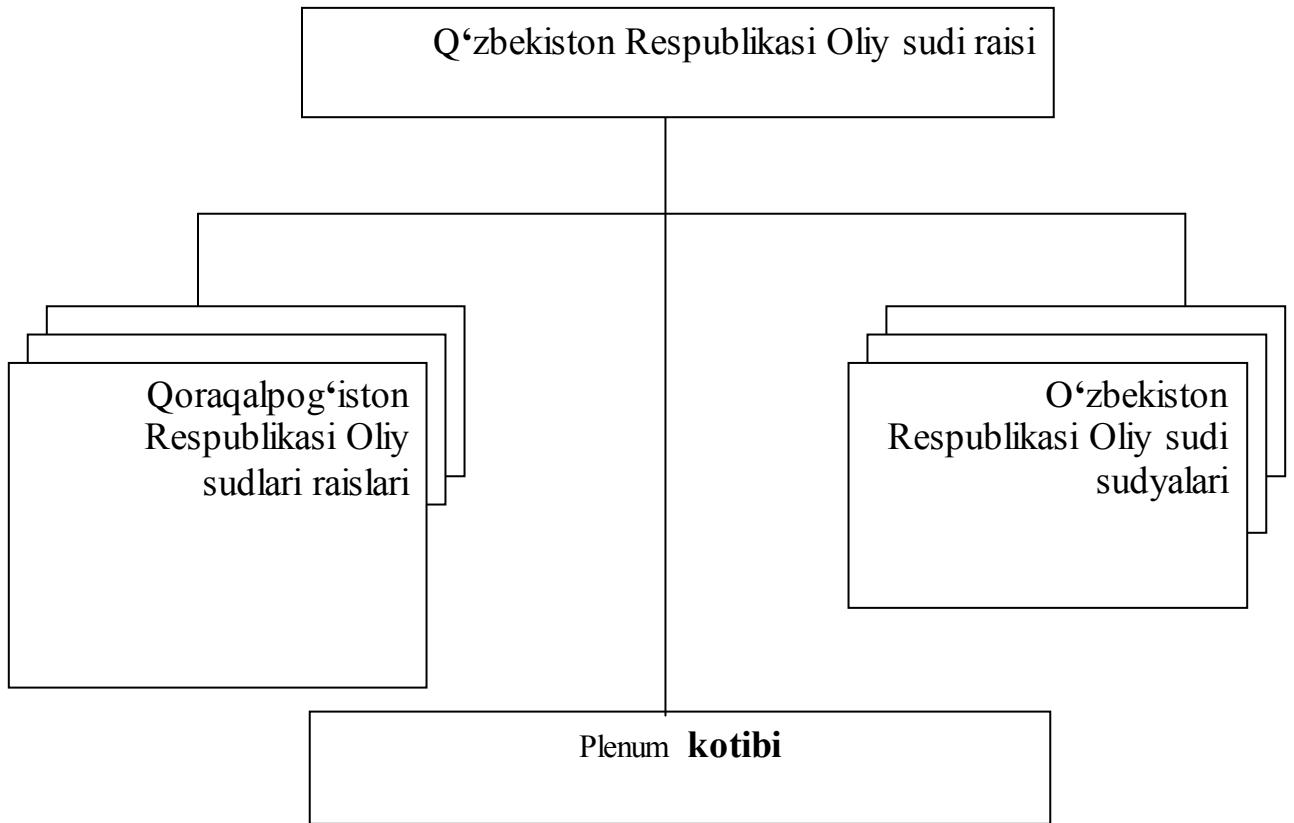 Q‘zbekiston Respublikasi Oliy sudi raisi
Qoraqalpog‘iston
Respublikasi Oliy
sudlari raislari
O‘zbekiston
Respublikasi Oliy sudi
sudyalari
Plenum kotibi